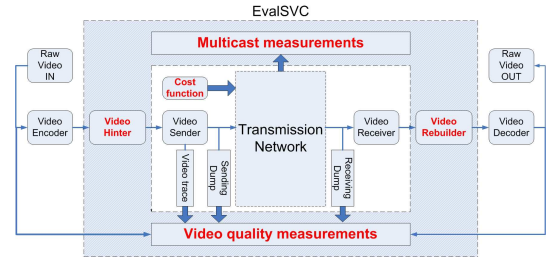 EvalSVC
Multicast measurements
Raw
Video
IN
Raw
Video
OUT
Cost
function
Video
Encoder
Video
Hinter
Video
Sender
Transmission
Network
Video
Receiver
Video
Rebuilder
Video
Decoder
Video trace
Sending
Dump
Receiving
Dump
Video quality measurements